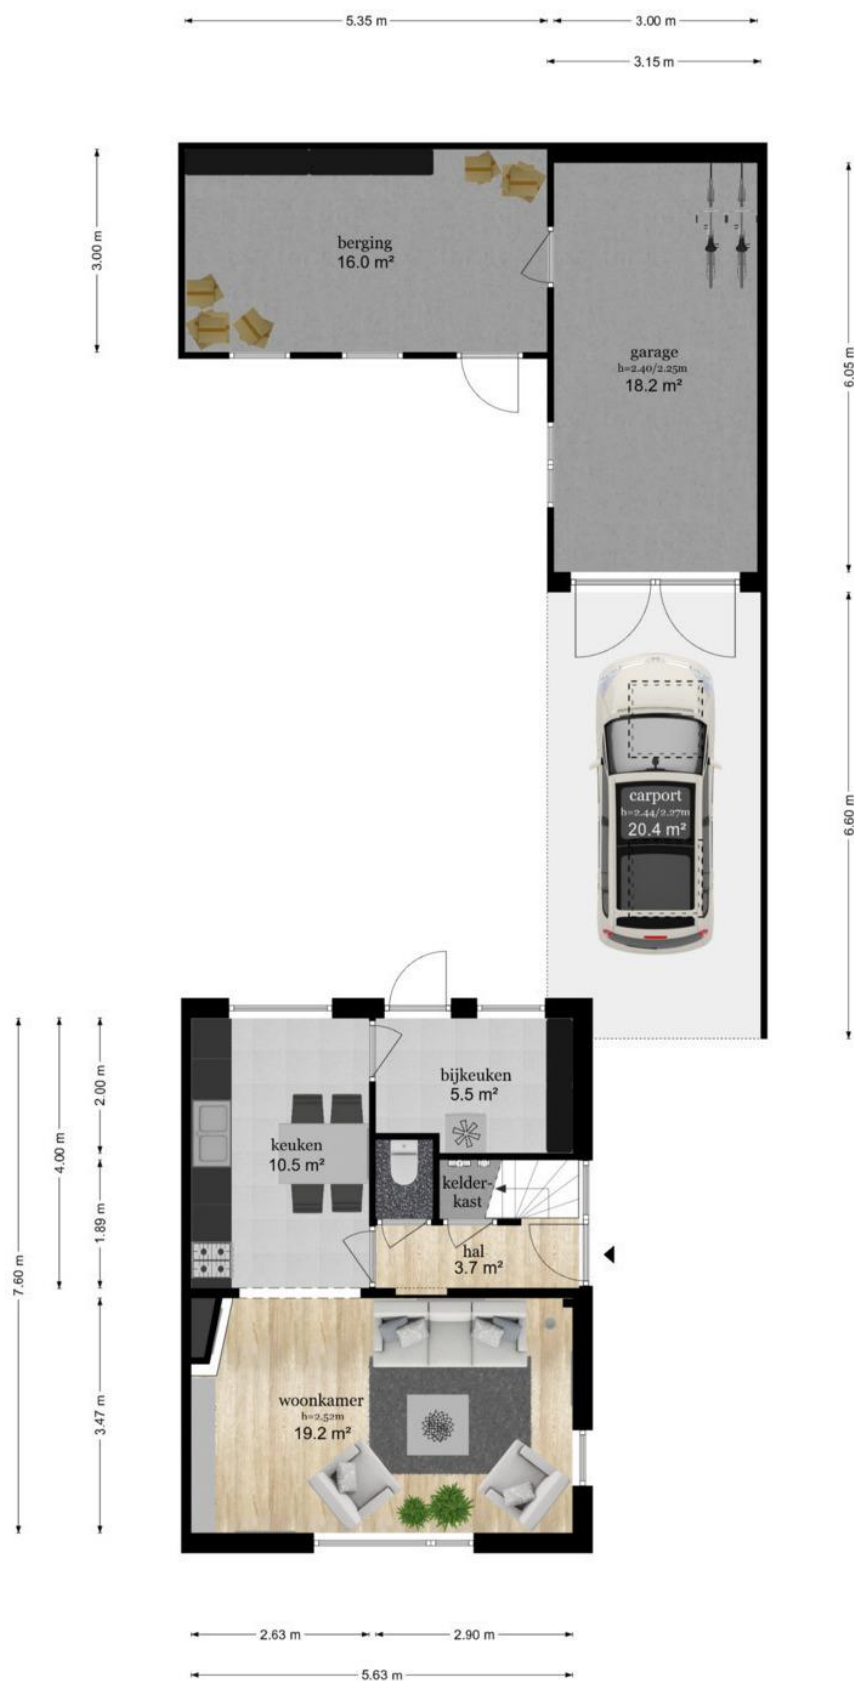 5.35 m
3.00 m
3.15 m
3.00 m
berging
16.0 m²
garage
h=2.40/2.25m
18.2 m²
6.05 m
carport
h=2.44/2.27m
20.4 m²
6.60 m
7.60 m
4.00 m
2.00 m
1.89 m
3.47 m
bijkeuken
5.5 m²
keuken
10.5 m²
kelder-
kast
hal
3.7 m²
woonkamer
h=2,52m
19.2 m²
2.63 m
2.90 m
5.63 m